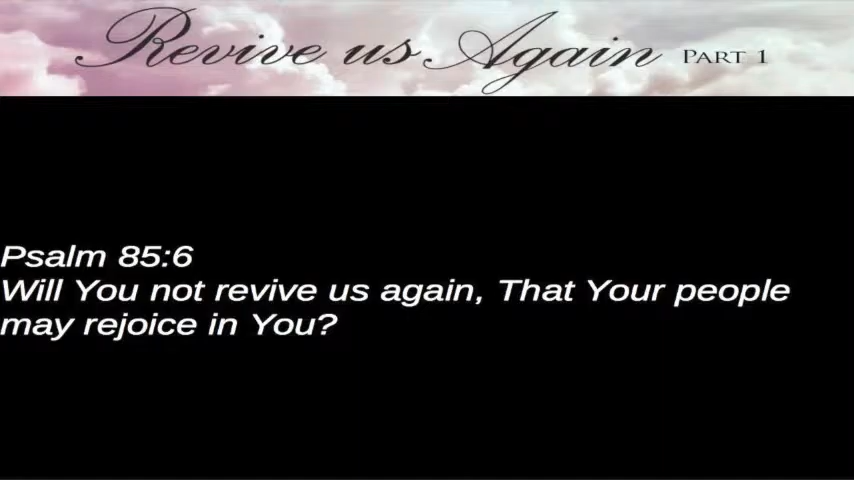 Revive us Again PART 1
Psalm 85:6
Will You not revive us again, That Your people
may rejoice in You?